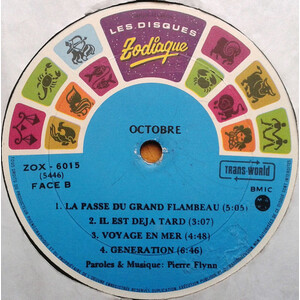 LES DISQUES
Zodiaque
OCTOBRE
ZOX - 6015
(5446)
FACE B
TRANS-WORLD
BMIC
1. LA PASSE DU GRAND FLAMBEAU (5:05)
2. IL EST DEJA TARD (3:07)
3. VOYAGE EN MER (4:48)
4. GENERATION (6:46)
Paroles & Musique: Pierre Flynn